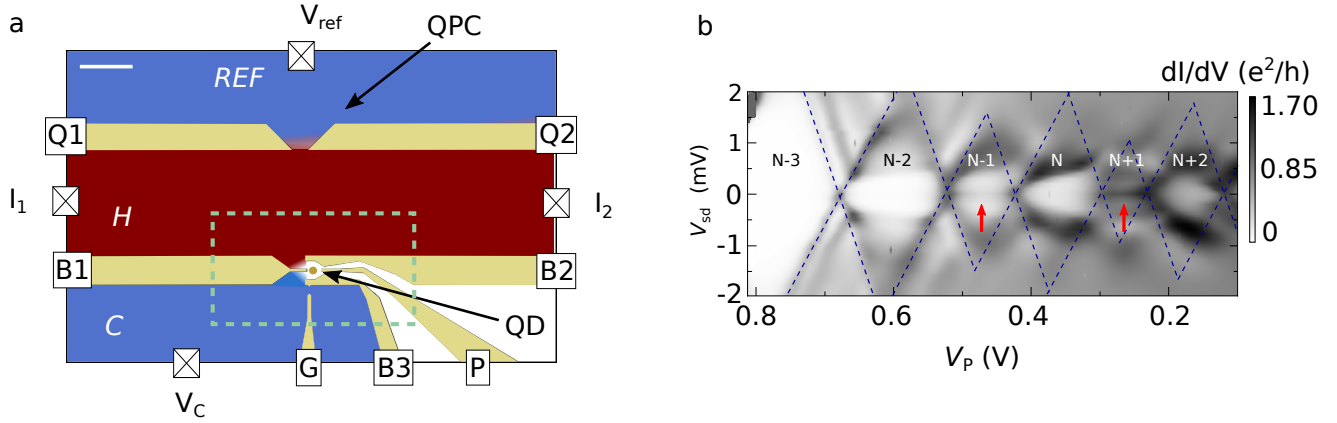 a
V_ref
QPC
REF
Q1
Q2
I_1
H
I_2
B1
B2
C
QD
G
B3
P
V_C
b
dI/dV (e^2/h)
1.70
0.85
0
2
1
0
-1
-2
V_sd (mV)
N-3
N-2
N-1
N
N+1
N+2
0.8
0.6
0.4
0.2
V_P (V)